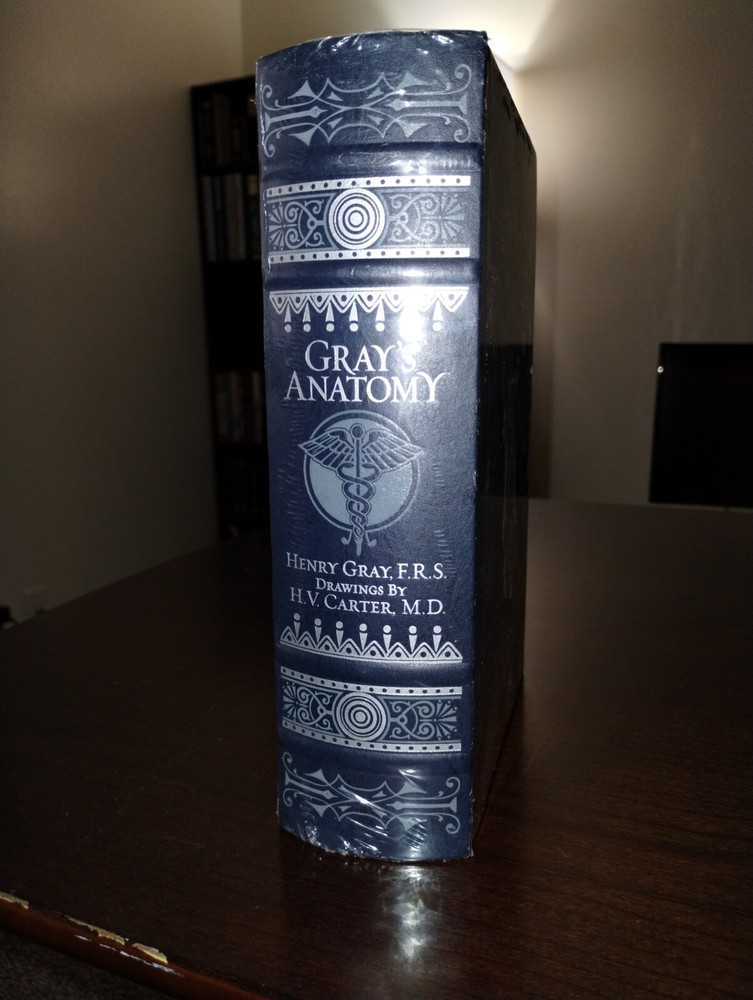 GRAY'S
ANATOMY
HENRY GRAY, F.R.S.
DRAWINGS BY
H.V. CARTER, M.D.